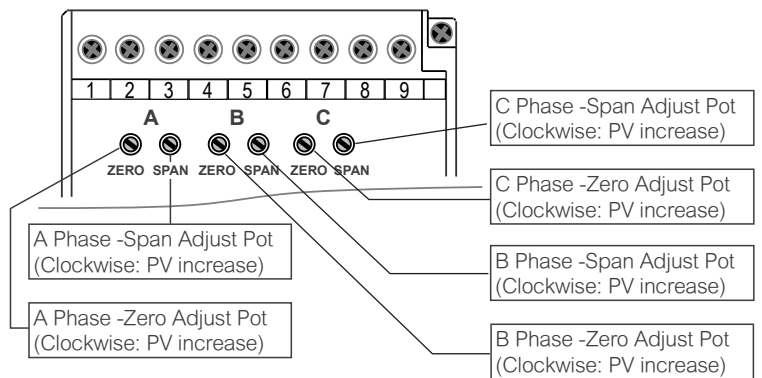 1 2 3 4 5 6 7 8 9
A B C
ZERO SPAN ZERO SPAN ZERO SPAN
C Phase -Span Adjust Pot
(Clockwise: PV increase)
C Phase -Zero Adjust Pot
(Clockwise: PV increase)
A Phase -Span Adjust Pot
(Clockwise: PV increase)
B Phase -Span Adjust Pot
(Clockwise: PV increase)
A Phase -Zero Adjust Pot
(Clockwise: PV increase)
B Phase -Zero Adjust Pot
(Clockwise: PV increase)